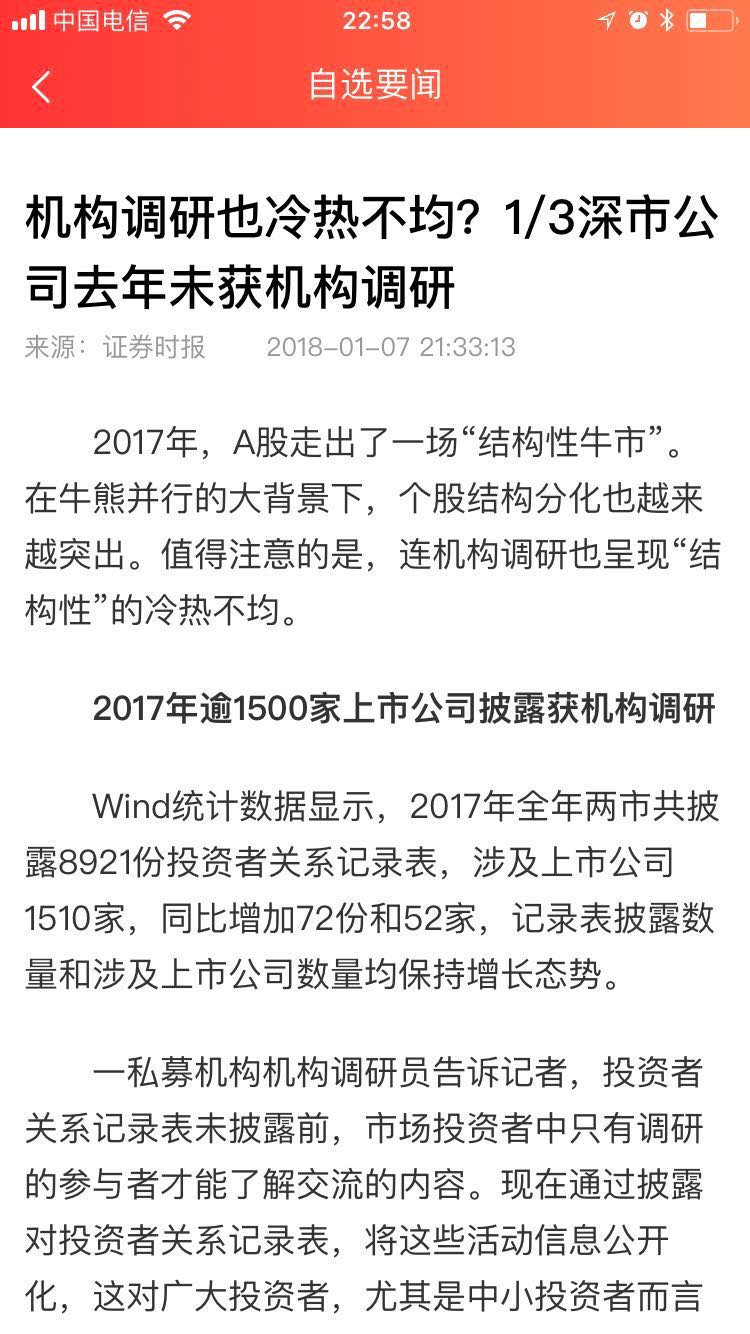 中国电信 22:58
自选要闻
机构调研也冷热不均？1/3深市公
司去年未获机构调研
来源：证券时报 2018-01-07 21:33:13
2017年，A股走出了一场“结构性牛市”。
在牛熊并行的大背景下，个股结构分化也越来
越突出。值得注意的是，连机构调研也呈现“结
构性”的冷热不均。
2017年逾1500家上市公司披露获机构调研
Wind统计数据显示，2017年全年两市共披
露8921份投资者关系记录表，涉及上市公司
1510家，同比增加72份和52家，记录表披露数
量和涉及上市公司数量均保持增长态势。
一私募机构机构调研员告诉记者，投资者
关系记录表未披露前，市场投资者中只有调研
的参与者才能了解交流的内容。现在通过披露
对投资者关系记录表，将这些活动信息公开
化，这对广大投资者，尤其是中小投资者而言